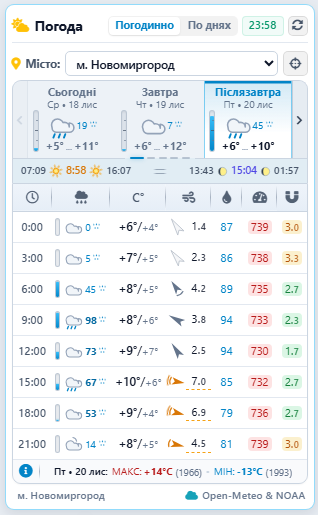 Погода Погодинно По днях 23:58
Місто: м. Новомиргород
Сьогодні Завтра Післязавтра
Ср • 18 лис Чт • 19 лис Пт • 20 лис
19 7 45
+5° ... +11° +6° ... +12° +6° ... +10°
07:09 8:58 16:07 13:43 15:04 01:57
C°
0:00 0 +6°/+4° 1.4 87 739 3.0
3:00 5 +7°/+5° 2.3 86 738 3.3
6:00 45 +8°/+5° 4.2 89 735 2.7
9:00 98 +8°/+6° 3.8 94 733 2.3
12:00 73 +9°/+7° 2.5 94 730 1.7
15:00 67 +10°/+6° 7.0 85 732 2.7
18:00 53 +9°/+4° 6.9 79 736 2.7
21:00 14 +8°/+5° 4.5 81 739 3.0
Пт • 20 лис: МАКС: +14°C (1966) · МІН: -13°C (1993)
м. Новомиргород Open-Meteo & NOAA